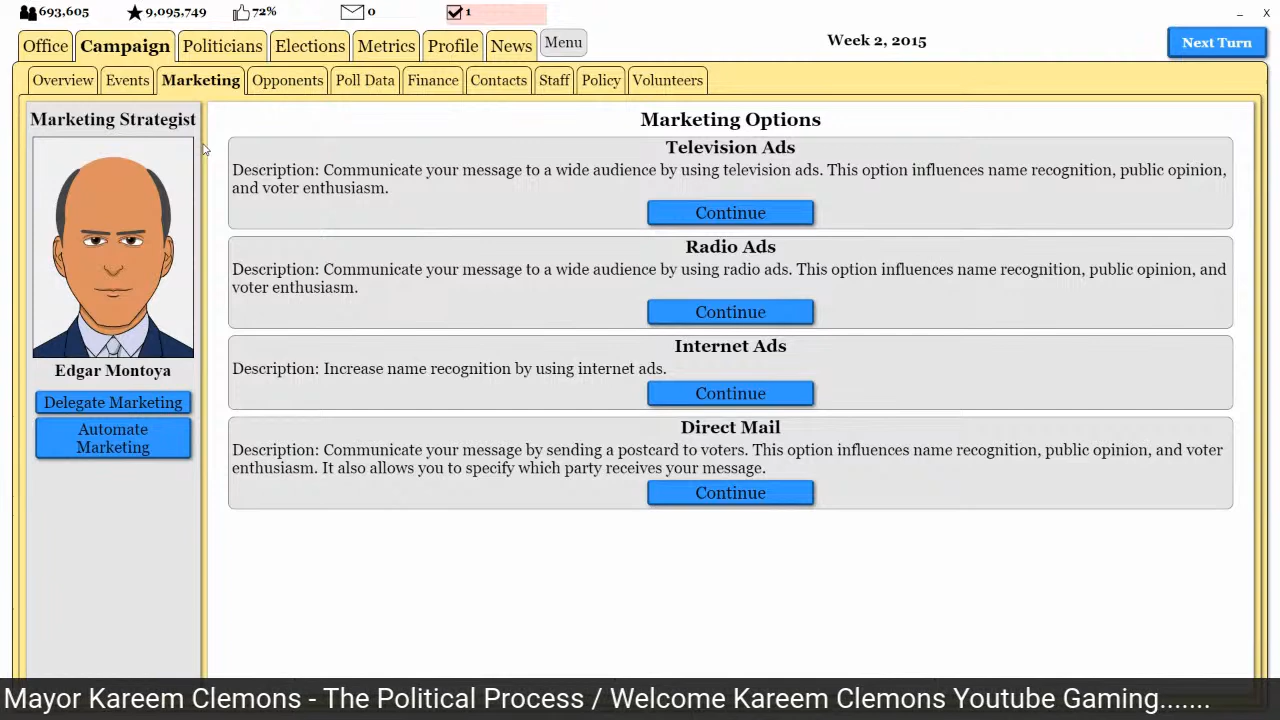 693,605 9,095,749 72% 0 1
_ X
Office Campaign Politicians Elections Metrics Profile News Menu
Week 2, 2015
Next Turn
Overview Events Marketing Opponents Poll Data Finance Contacts Staff Policy Volunteers
Marketing Strategist
Edgar Montoya
Delegate Marketing
Automate
Marketing
Marketing Options
Television Ads
Description: Communicate your message to a wide audience by using television ads. This option influences name recognition, public opinion,
and voter enthusiasm.
Continue
Radio Ads
Description: Communicate your message to a wide audience by using radio ads. This option influences name recognition, public opinion, and
voter enthusiasm.
Continue
Internet Ads
Description: Increase name recognition by using internet ads.
Continue
Direct Mail
Description: Communicate your message by sending a postcard to voters. This option influences name recognition, public opinion, and voter
enthusiasm. It also allows you to specify which party receives your message.
Continue
Mayor Kareem Clemons - The Political Process / Welcome Kareem Clemons Youtube Gaming.......